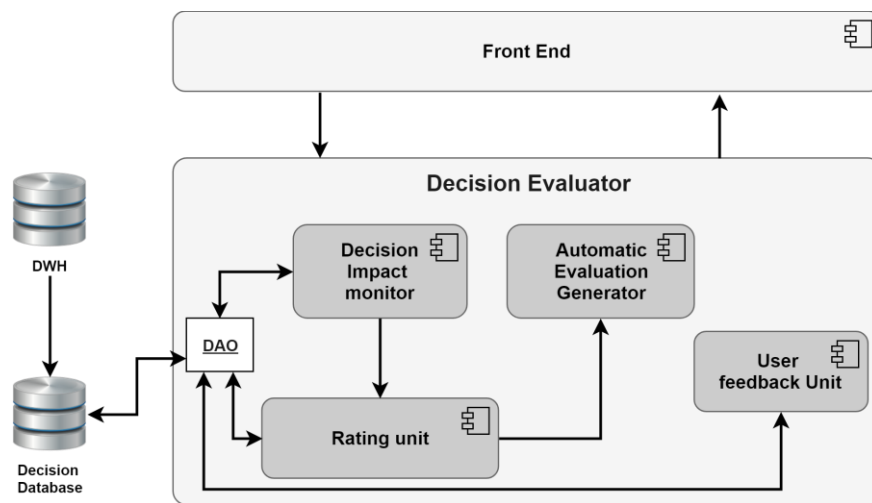 Front End
Decision Evaluator
DWH
Decision
Impact
monitor
Automatic
Evaluation
Generator
DAO
User
feedback Unit
Rating unit
Decision
Database